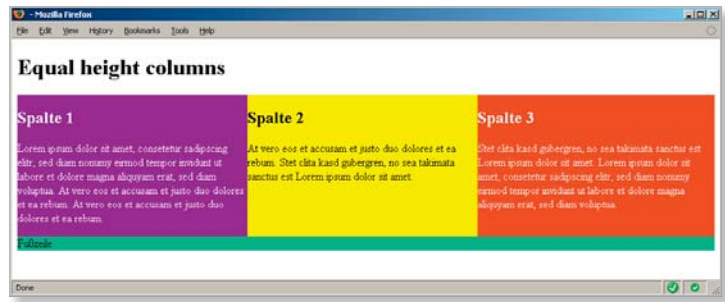 - Mozilla Firefox
File Edit View History Bookmarks Tools Help
Equal height columns
Spalte 1
Lorem ipsum dolor sit amet, consetetur sadipscing
elitr, sed diam nonumy eirmod tempor invidunt ut
labore et dolore magna aliquyam erat, sed diam
voluptua. At vero eos et accusam et justo duo dolores
et ea rebum. At vero eos et accusam et justo duo
dolores et ea rebum.
Spalte 2
At vero eos et accusam et justo duo dolores et ea
rebum. Stet clita kasd gubergren, no sea takimata
sanctus est Lorem ipsum dolor sit amet.
Spalte 3
Stet clita kasd gubergren, no sea takimata sanctus est
Lorem ipsum dolor sit amet. Lorem ipsum dolor sit
amet, consetetur sadipscing elitr, sed diam nonumy
eirmod tempor invidunt ut labore et dolore magna
aliquyam erat, sed diam voluptua.
Fußzeile
Done